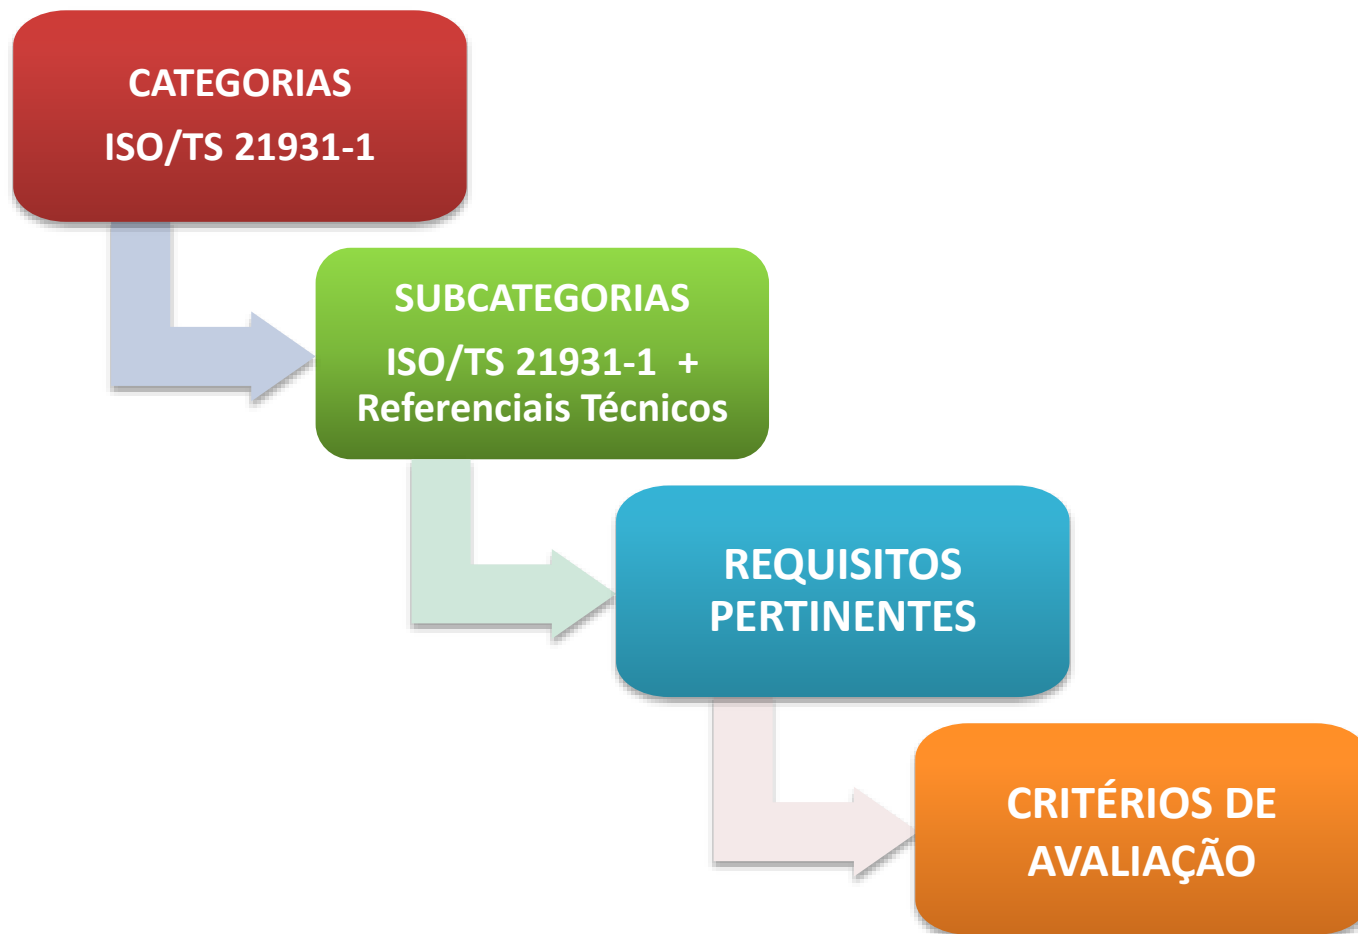 CATEGORIAS
ISO/TS 21931-1
SUBCATEGORIAS
ISO/TS 21931-1 +
Referenciais Técnicos
REQUISITOS
PERTINENTES
CRITÉRIOS DE
AVALIAÇÃO